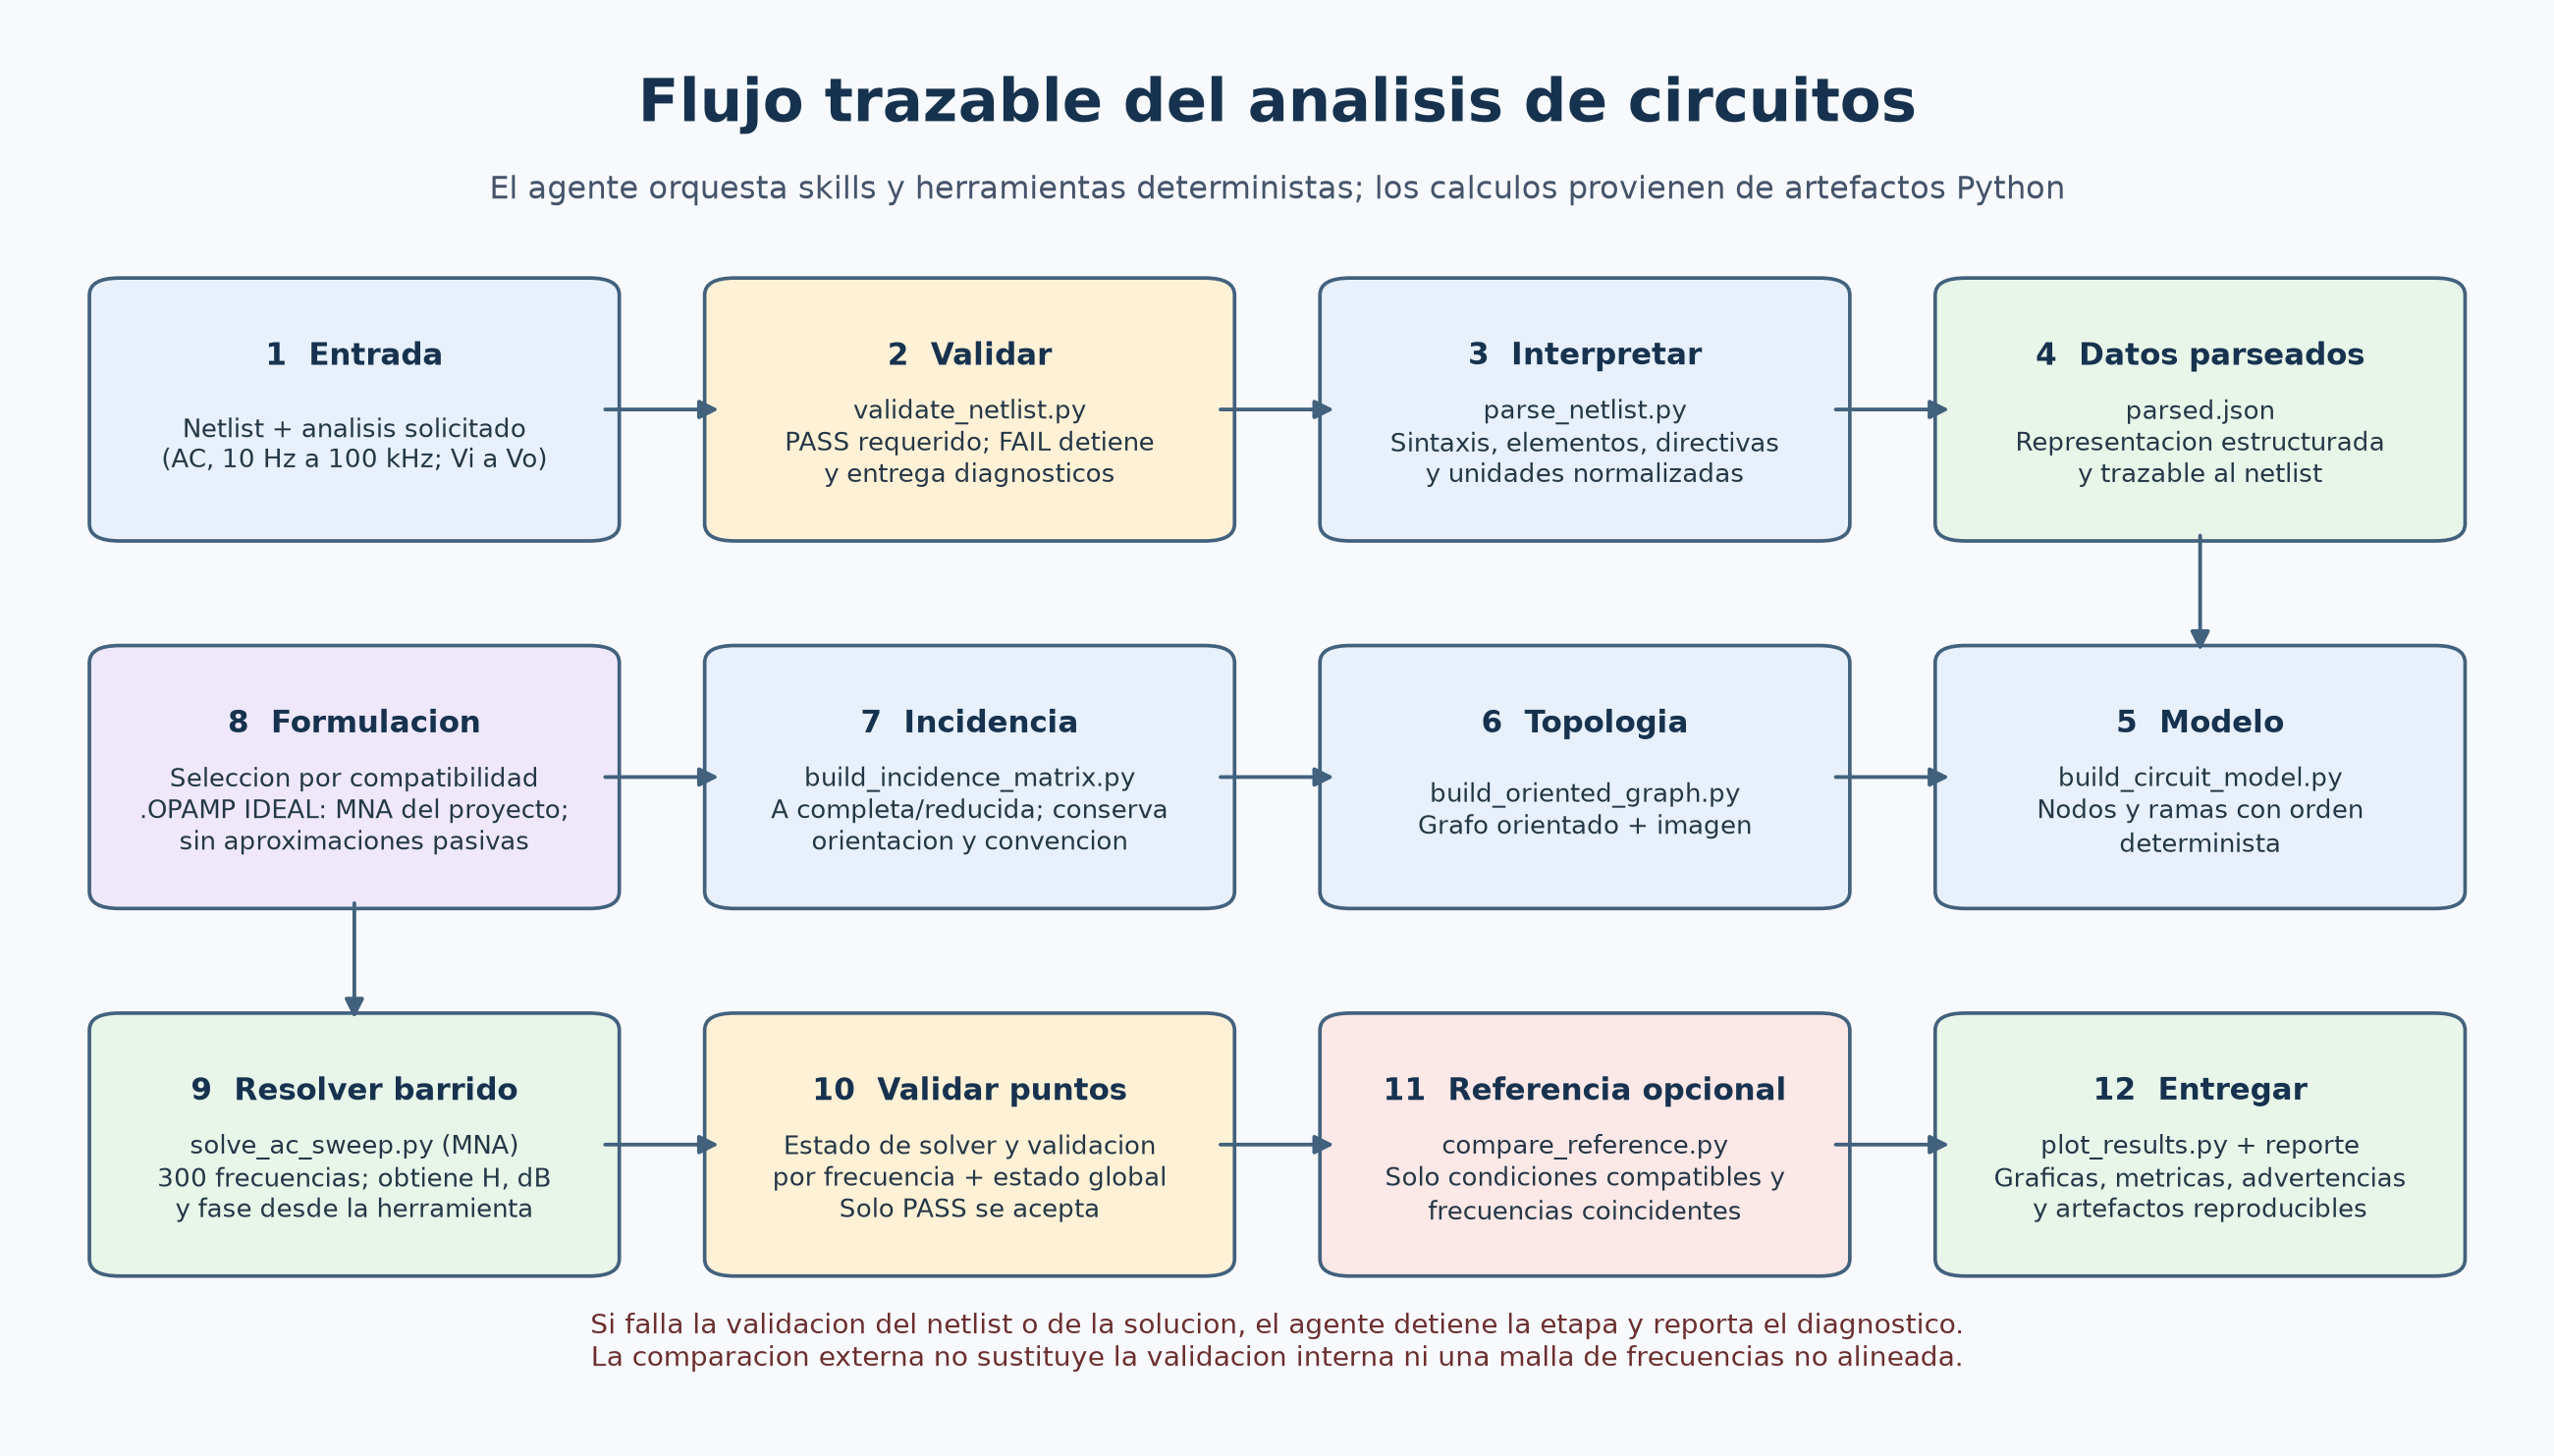 Flujo trazable del analisis de circuitos
El agente orquesta skills y herramientas deterministas; los calculos provienen de artefactos Python
1 Entrada
Netlist + analisis solicitado
(AC, 10 Hz a 100 kHz; Vi a Vo)
2 Validar
validate_netlist.py
PASS requerido; FAIL detiene
y entrega diagnosticos
3 Interpretar
parse_netlist.py
Sintaxis, elementos, directivas
y unidades normalizadas
4 Datos parseados
parsed.json
Representacion estructurada
y trazable al netlist
8 Formulacion
Seleccion por compatibilidad
.OPAMP IDEAL: MNA del proyecto;
sin aproximaciones pasivas
7 Incidencia
build_incidence_matrix.py
A completa/reducida; conserva
orientacion y convencion
6 Topologia
build_oriented_graph.py
Grafo orientado + imagen
5 Modelo
build_circuit_model.py
Nodos y ramas con orden
determinista
9 Resolver barrido
solve_ac_sweep.py (MNA)
300 frecuencias; obtiene H, dB
y fase desde la herramienta
10 Validar puntos
Estado de solver y validacion
por frecuencia + estado global
Solo PASS se acepta
11 Referencia opcional
compare_reference.py
Solo condiciones compatibles y
frecuencias coincidentes
12 Entregar
plot_results.py + reporte
Graficas, metricas, advertencias
y artefactos reproducibles
Si falla la validacion del netlist o de la solucion, el agente detiene la etapa y reporta el diagnostico.
La comparacion externa no sustituye la validacion interna ni una malla de frecuencias no alineada.